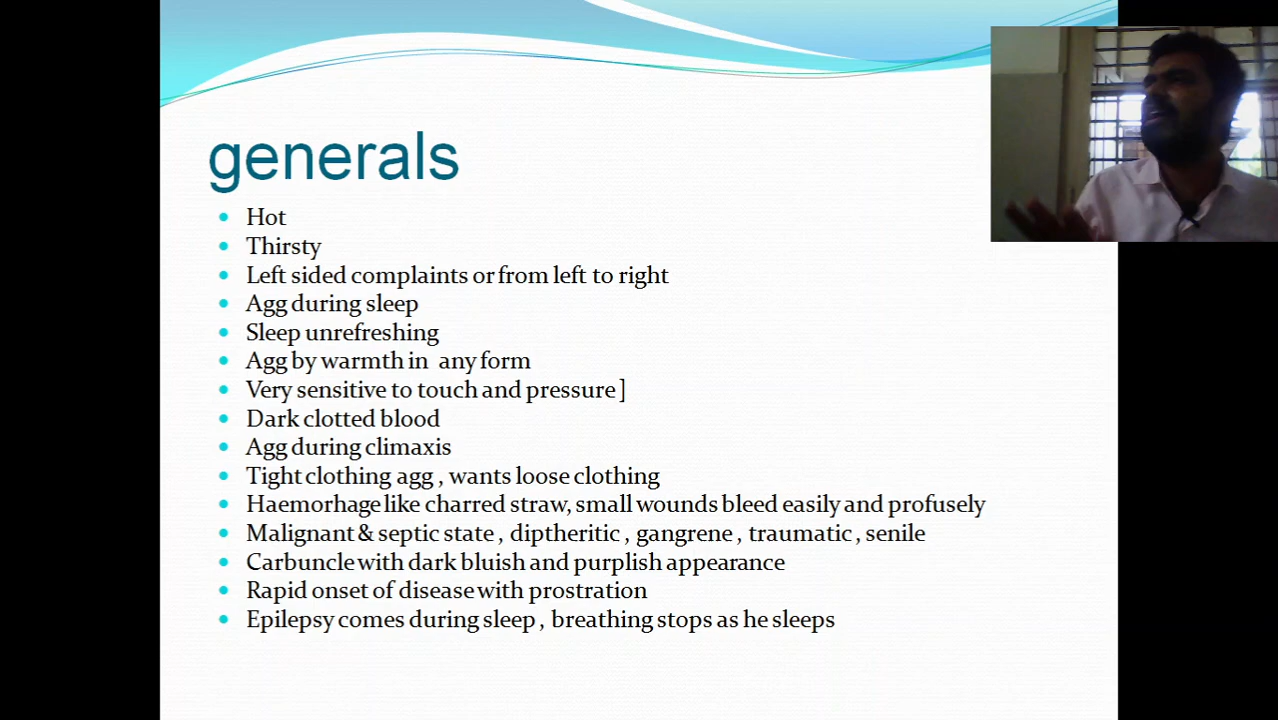 generals
Hot
Thirsty
Left sided complaints or from left to right
Agg during sleep
Sleep unrefreshing
Agg by warmth in any form
Very sensitive to touch and pressure ]
Dark clotted blood
Agg during climaxis
Tight clothing agg , wants loose clothing
Haemorhage like charred straw, small wounds bleed easily and profusely
Malignant & septic state , diptheritic , gangrene , traumatic , senile
Carbuncle with dark bluish and purplish appearance
Rapid onset of disease with prostration
Epilepsy comes during sleep , breathing stops as he sleeps